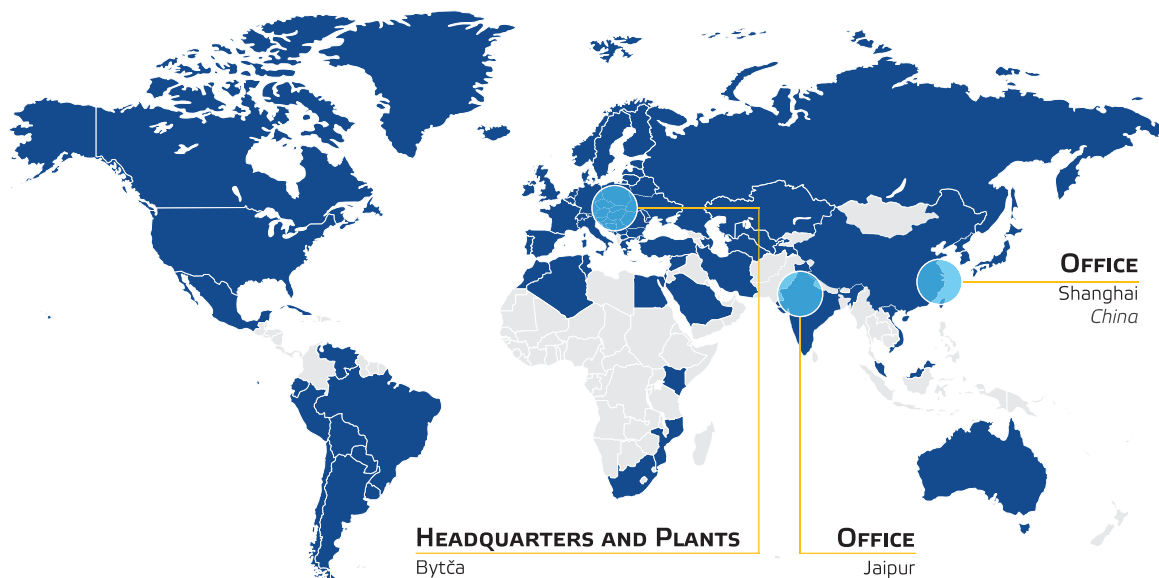 OFFICE
Shanghai
China
HEADQUARTERS AND PLANTS
Bytča
OFFICE
Jaipur